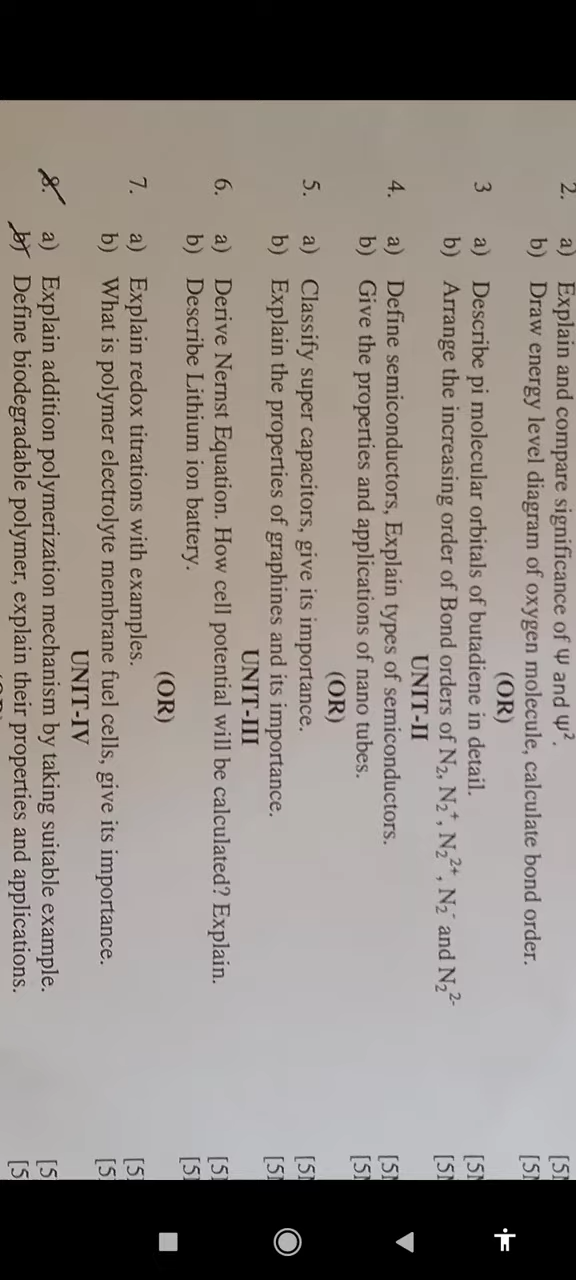 2. a) Explain and compare significance of Ψ and Ψ².
b) Draw energy level diagram of oxygen molecule, calculate bond order.
(OR)
3 a) Describe pi molecular orbitals of butadiene in detail.
b) Arrange the increasing order of Bond orders of N₂, N₂⁺, N₂²⁺, N₂⁻ and N₂²⁻
UNIT-II
4. a) Define semiconductors, Explain types of semiconductors.
b) Give the properties and applications of nano tubes.
(OR)
5. a) Classify super capacitors, give its importance.
b) Explain the properties of graphines and its importance.
UNIT-III
6. a) Derive Nernst Equation. How cell potential will be calculated? Explain.
b) Describe Lithium ion battery.
(OR)
7. a) Explain redox titrations with examples.
b) What is polymer electrolyte membrane fuel cells, give its importance.
UNIT-IV
8. a) Explain addition polymerization mechanism by taking suitable example. [5
b) Define biodegradable polymer, explain their properties and applications. [5